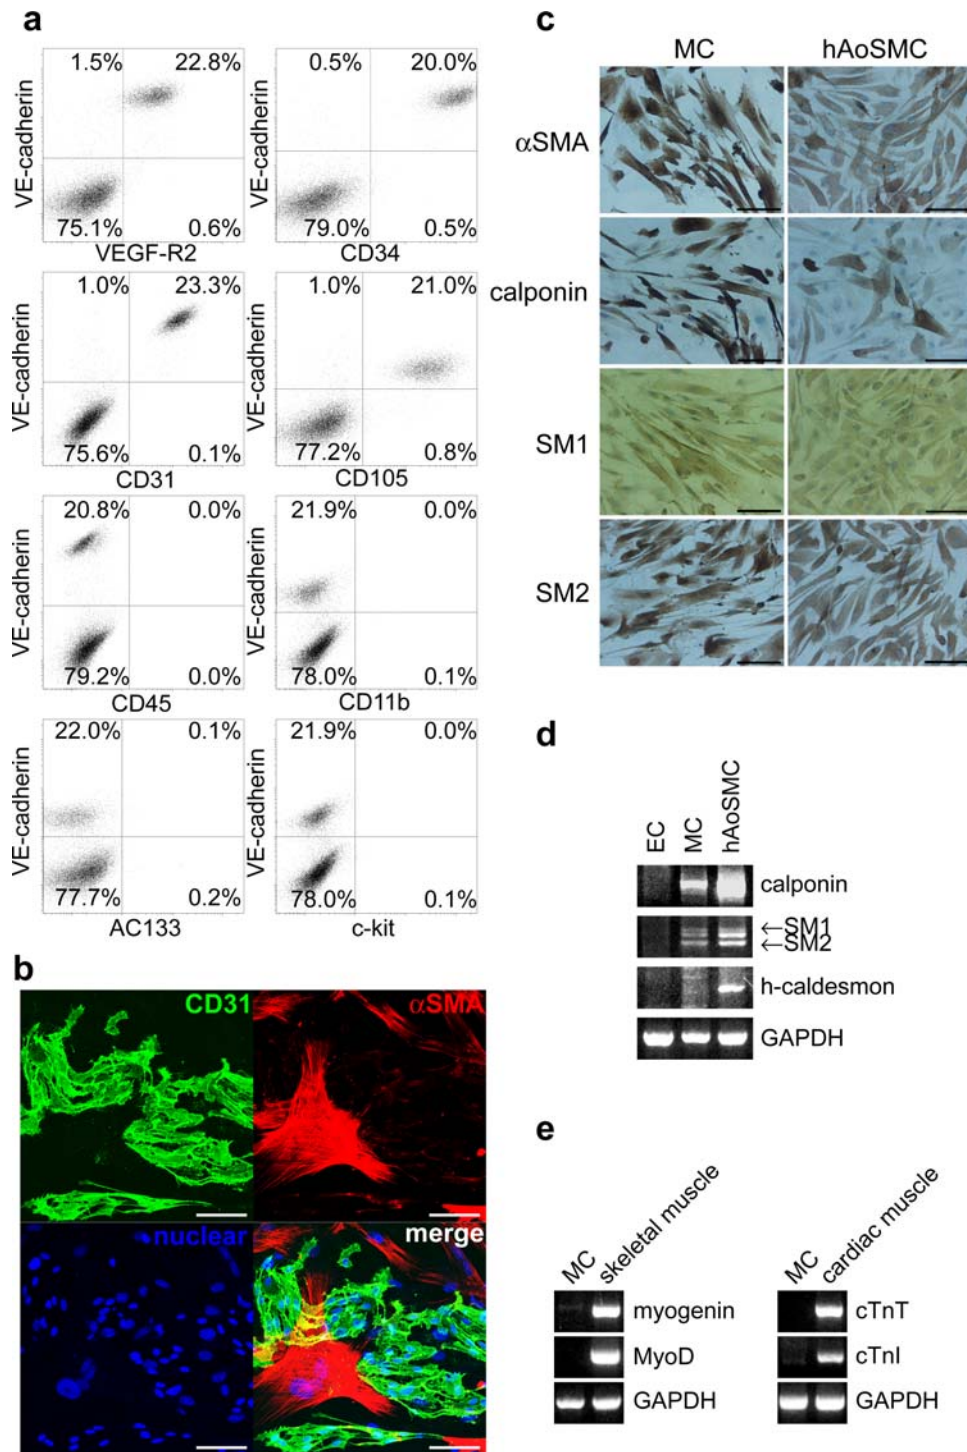 a
1.5% 22.8%
VE-cadherin
75.1% 0.6%
VEGF-R2
0.5% 20.0%
VE-cadherin
79.0% 0.5%
CD34
1.0% 23.3%
VE-cadherin
75.6% 0.1%
CD31
1.0% 21.0%
VE-cadherin
77.2% 0.8%
CD105
20.8% 0.0%
VE-cadherin
79.2% 0.0%
CD45
21.9% 0.0%
VE-cadherin
78.0% 0.1%
CD11b
22.0% 0.1%
VE-cadherin
77.7% 0.2%
AC133
21.9% 0.0%
VE-cadherin
78.0% 0.1%
c-kit
b
CD31
αSMA
nuclear
merge
c
MC hAoSMC
αSMA
calponin
SM1
SM2
d
EC MC hAoSMC
calponin
←SM1
←SM2
h-caldesmon
GAPDH
e
MC skeletal muscle
myogenin
MyoD
GAPDH
MC cardiac muscle
cTnT
cTnI
GAPDH